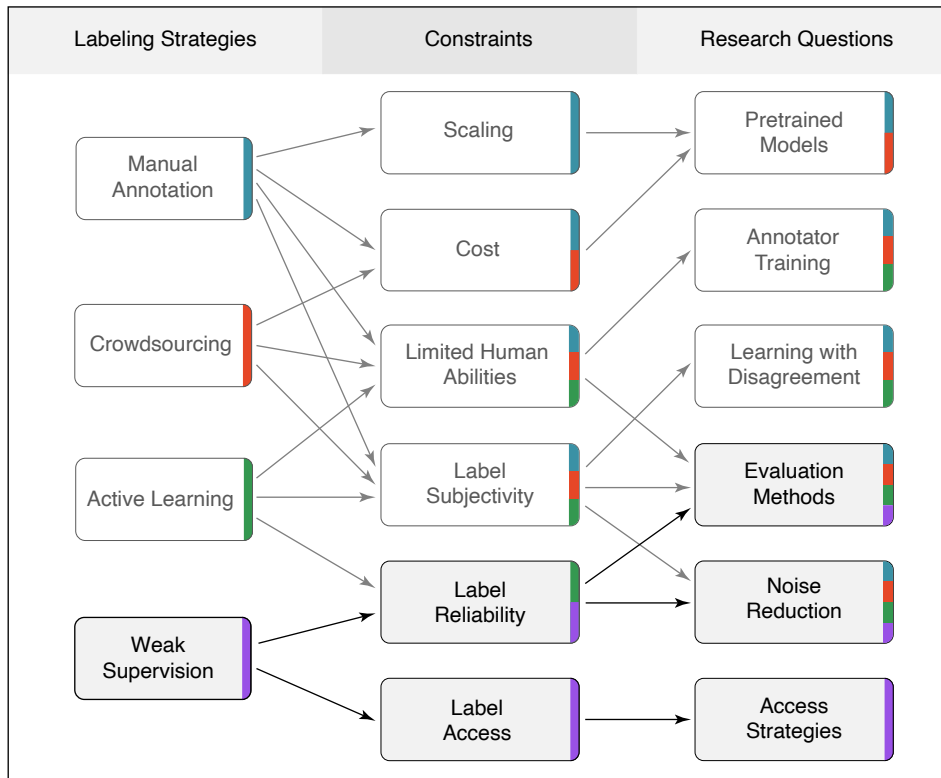 Labeling Strategies
Constraints
Research Questions
Manual
Annotation
Crowdsourcing
Active Learning
Weak
Supervision
Scaling
Cost
Limited Human
Abilities
Label
Subjectivity
Label
Reliability
Label
Access
Pretrained
Models
Annotator
Training
Learning with
Disagreement
Evaluation
Methods
Noise
Reduction
Access
Strategies